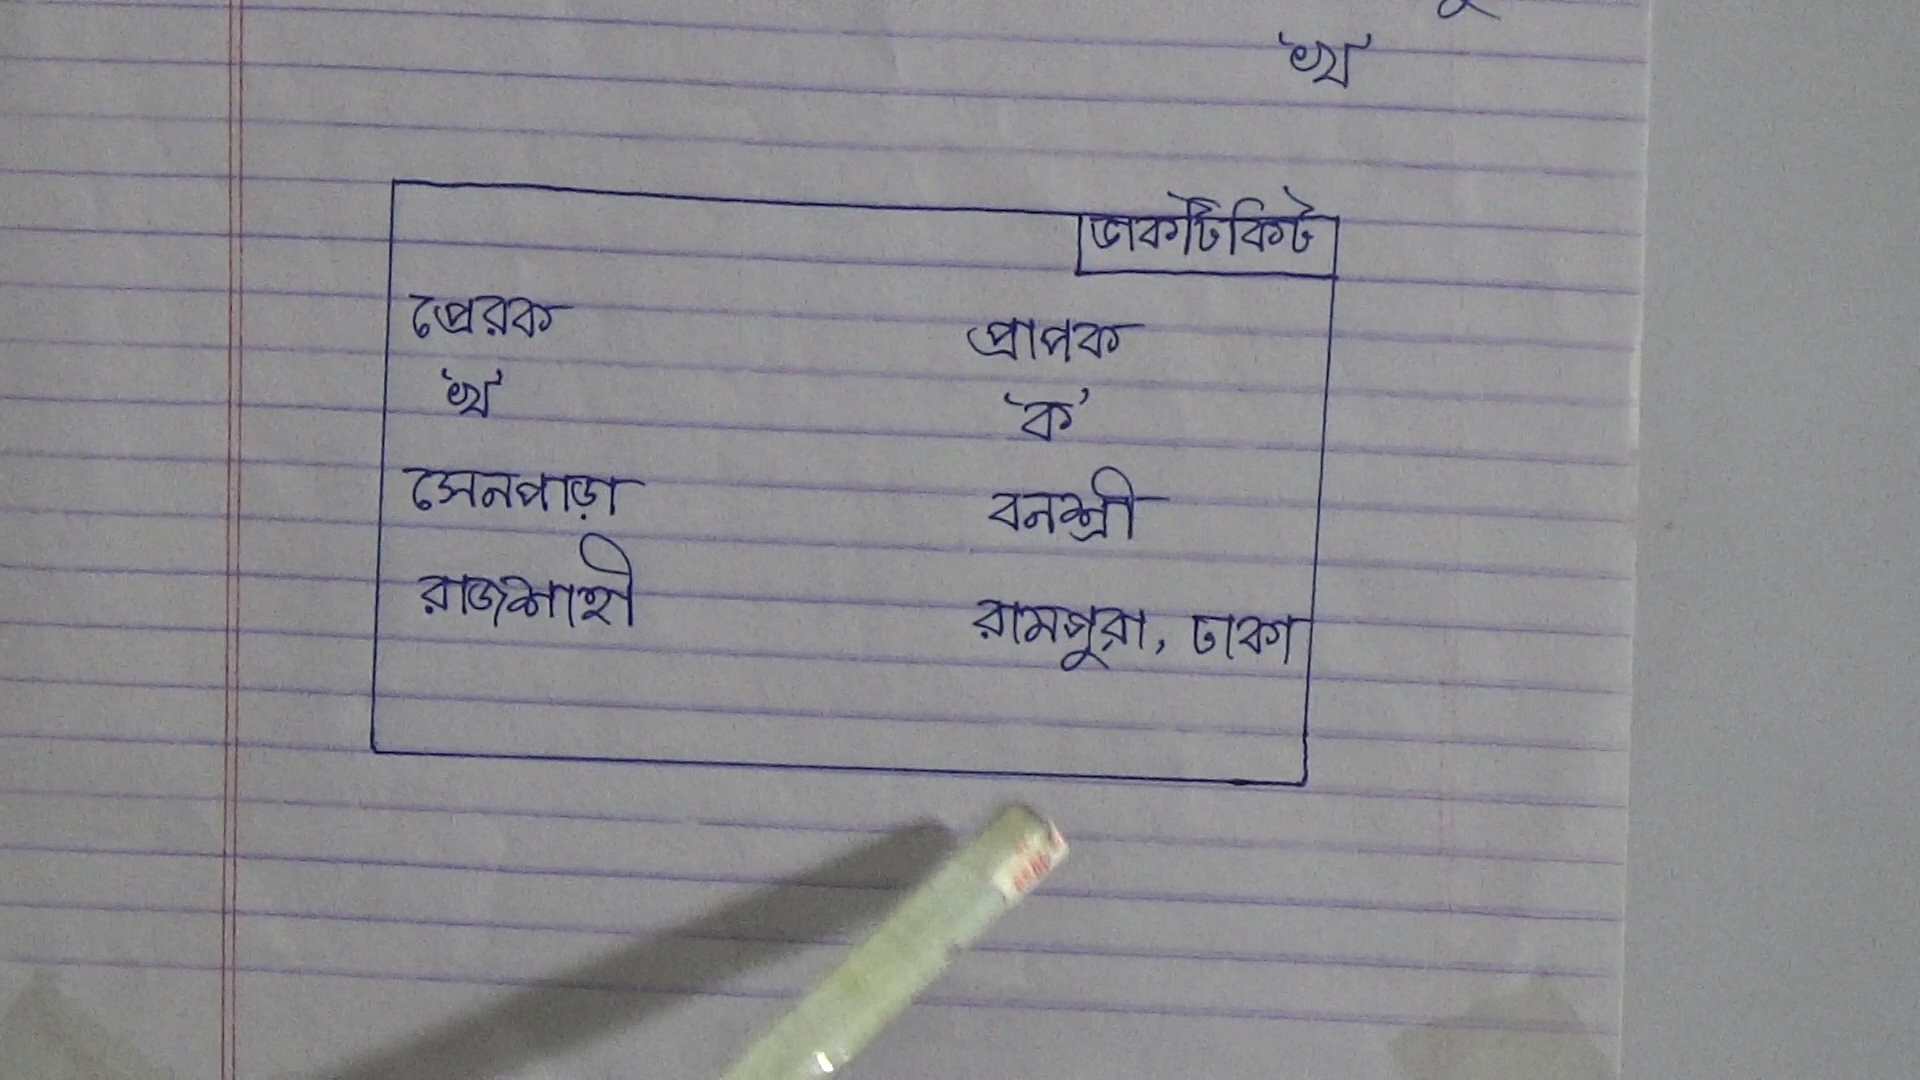 ‘খ’
ডাকটিকিট
প্রেরক
‘খ’
সেনপাড়া
রাজশাহী
প্রাপক
‘ক’
বনশ্রী
রামপুরা, ঢাকা